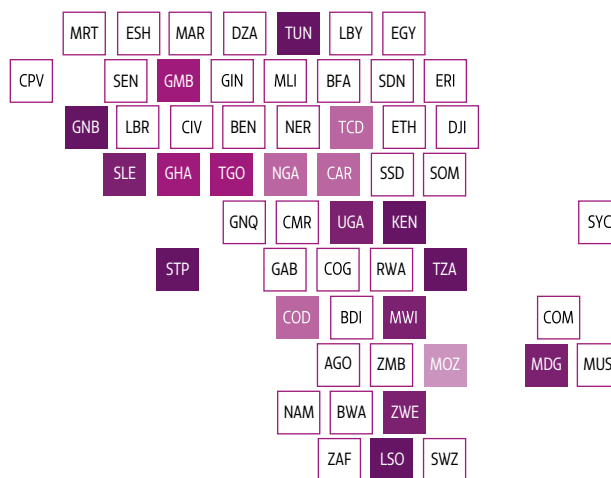 MRT ESH MAR DZA TUN LBY EGY
CPV SEN GMB GIN MLI BFA SDN ERI
GNB LBR CIV BEN NER TCD ETH DJI
SLE GHA TGO NGA CAR SSD SOM
GNQ CMR UGA KEN SYC
STP GAB COG RWA TZA
COD BDI MWI COM
AGO ZMB MOZ MDG MUS
NAM BWA ZWE
ZAF LSO SWZ